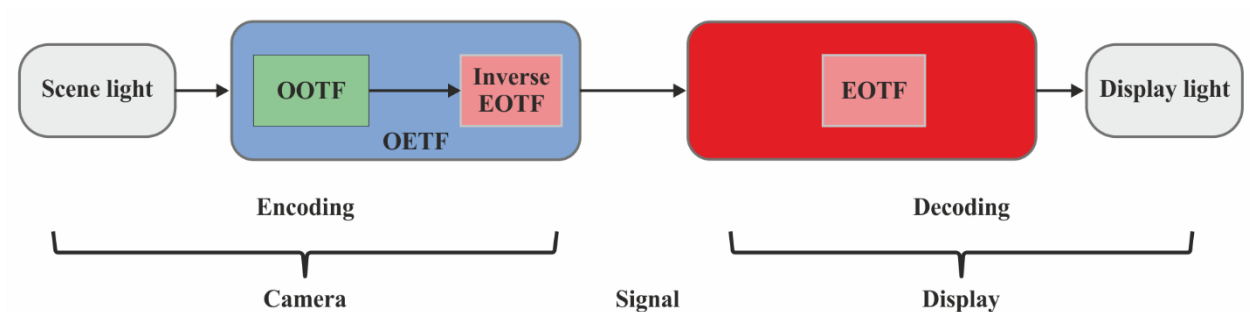 Scene light
OOTF
Inverse
EOTF
OETF
EOTF
Display light
Encoding
Decoding
Camera
Signal
Display